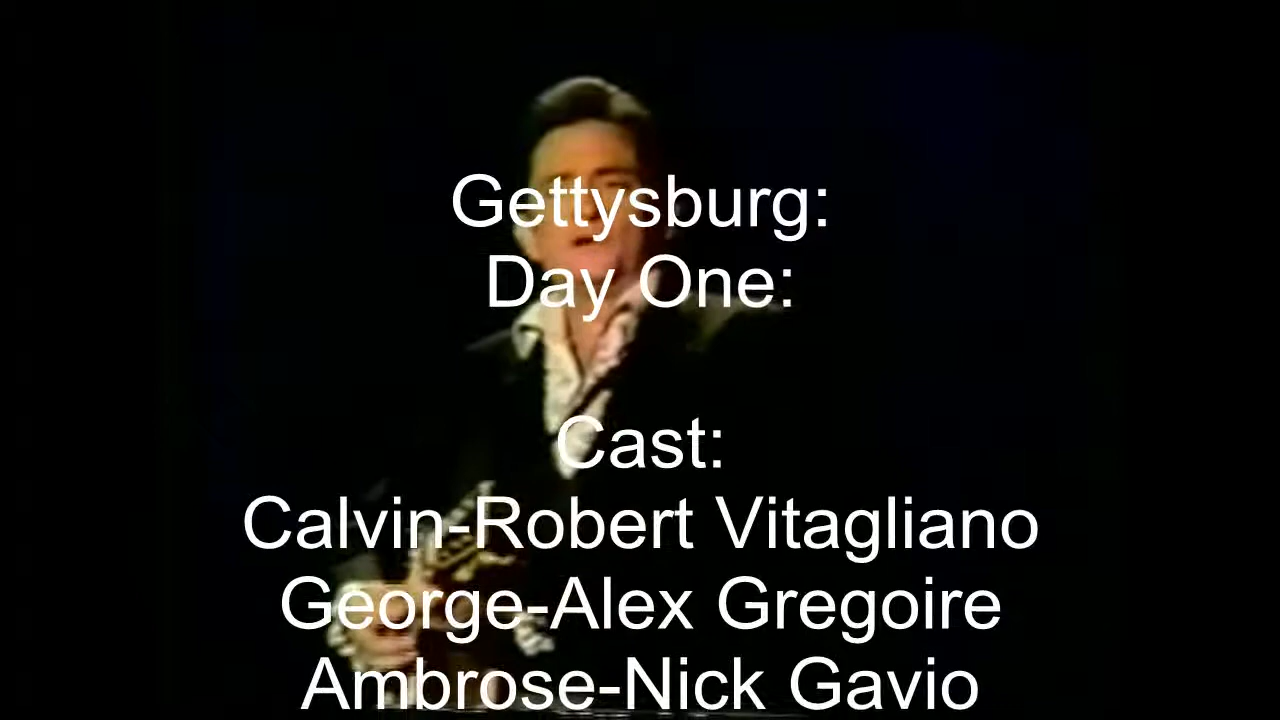 Gettysburg:
Day One:
Cast:
Calvin-Robert Vitagliano
George-Alex Gregoire
Ambrose-Nick Gavio